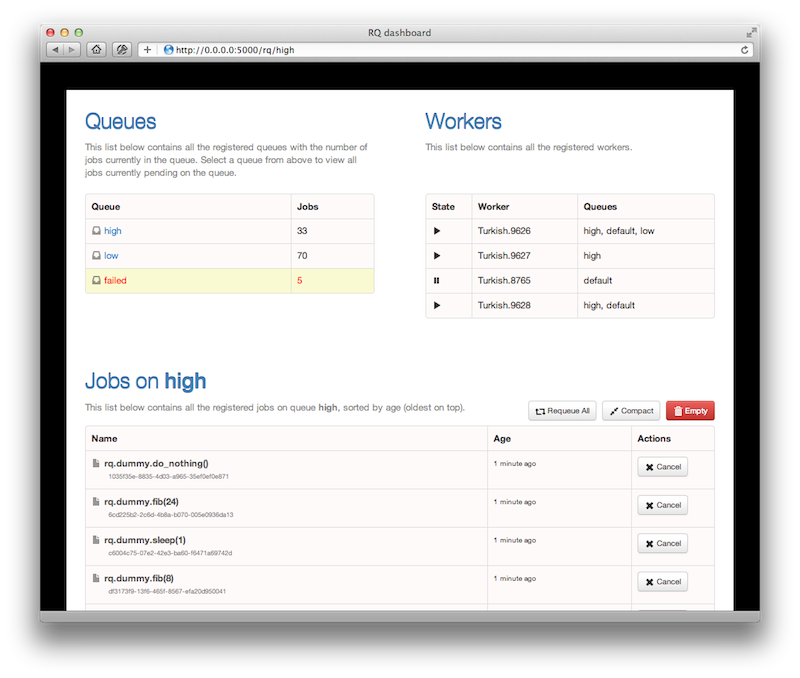 RQ dashboard
http://0.0.0.0:5000/rq/high
Queues
This list below contains all the registered queues with the number of
jobs currently in the queue. Select a queue from above to view all
jobs currently pending on the queue.
Queue Jobs
high 33
low 70
failed 5
Workers
This list below contains all the registered workers.
State Worker Queues
Turkish.9626 high, default, low
Turkish.9627 high
Turkish.8765 default
Turkish.9628 high, default
Jobs on high
This list below contains all the registered jobs on queue high, sorted by age (oldest on top).
Requeue All Compact Empty
Name Age Actions
rq.dummy.do_nothing() 1 minute ago Cancel
1035f35e-8835-4d03-a965-35ef0ef0e871
rq.dummy.fib(24) 1 minute ago Cancel
6cd225b2-2c6d-4b8a-b070-005e0936da13
rq.dummy.sleep(1) 1 minute ago Cancel
c6004c75-07e2-42e3-ba60-f6471a69742d
rq.dummy.fib(8) 1 minute ago Cancel
df3173f9-13f6-465f-8567-efa20d950041